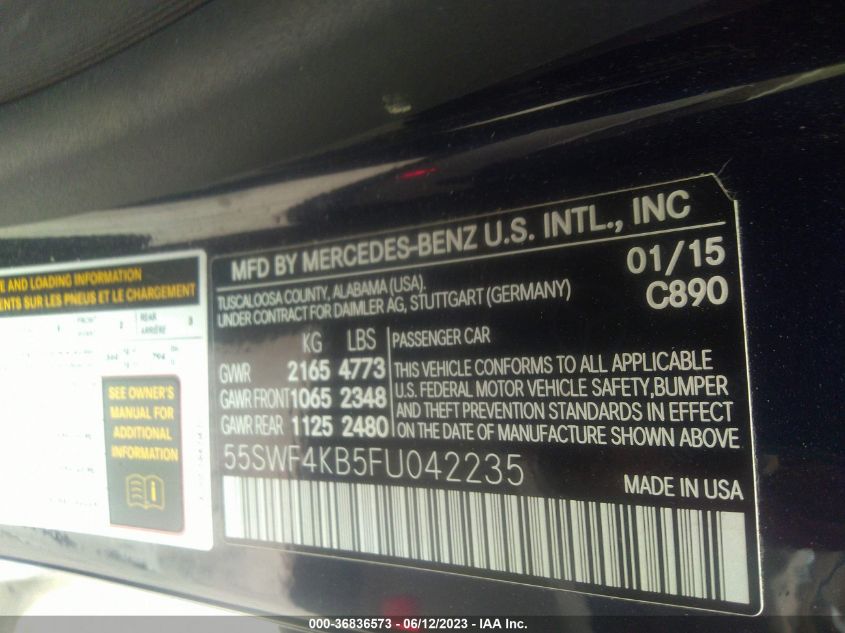 E AND LOADING INFORMATION
ENTS SUR LES PNEUS ET LE CHARGEMENT
REAR
ARRIÈRE
SEE OWNER'S
MANUAL FOR
ADDITIONAL
INFORMATION
MFD BY MERCEDES-BENZ U.S. INTL., INC
TUSCALOOSA COUNTY, ALABAMA (USA). 01/15
UNDER CONTRACT FOR DAIMLER AG, STUTTGART (GERMANY) C890
KG LBS PASSENGER CAR
GVWR 2165 4773
GAWR FRONT 1065 2348
GAWR REAR 1125 2480
THIS VEHICLE CONFORMS TO ALL APPLICABLE
U.S. FEDERAL MOTOR VEHICLE SAFETY,BUMPER
AND THEFT PREVENTION STANDARDS IN EFFECT
ON THE DATE OF MANUFACTURE SHOWN ABOVE
55SWF4KB5FU042235
MADE IN USA
000-36836573 - 06/12/2023 - IAA Inc.